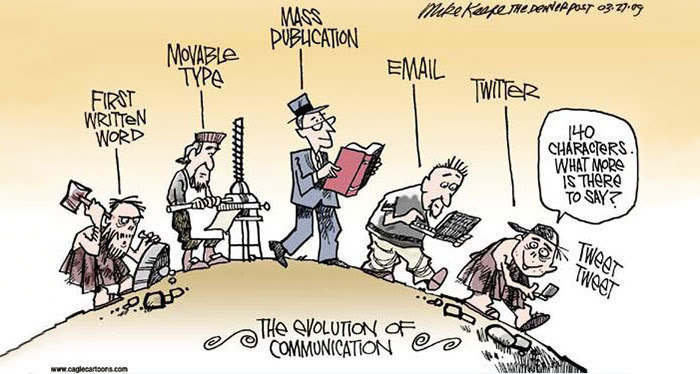 Mike Keefe THE DENVER POST 03.27.09
MASS
PUBLICATION
MOVABLE
TYPE
EMAIL
TWITTER
FIRST
WRITTEN
WORD
140
CHARACTERS.
WHAT MORE
IS THERE
TO SAY?
TWEET
TWEET
THE EVOLUTION OF
COMMUNICATION
www.caglecartoons.com